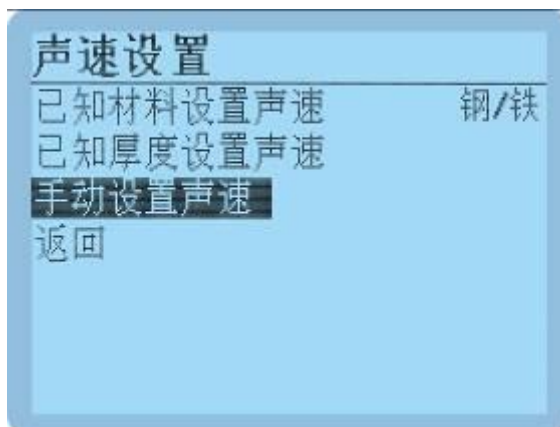 声速设置
已知材料设置声速 钢/铁
已知厚度设置声速
手动设置声速
返回